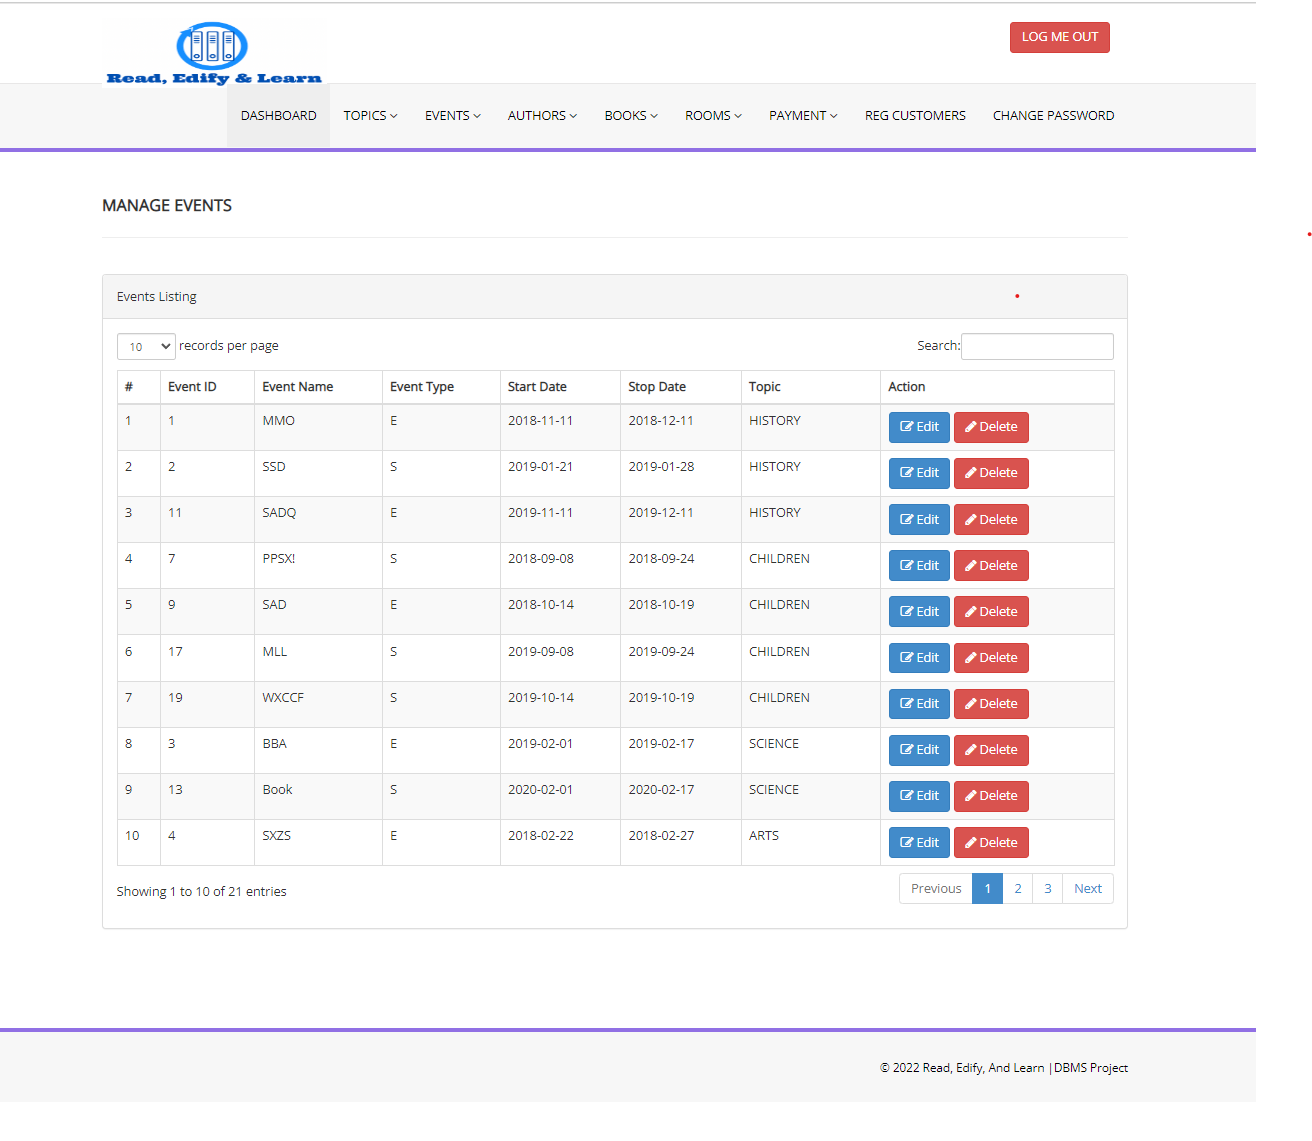 Read, Edify & Learn
LOG ME OUT
DASHBOARD TOPICS EVENTS AUTHORS BOOKS ROOMS PAYMENT REG CUSTOMERS CHANGE PASSWORD
MANAGE EVENTS
Events Listing
10 records per page Search:
# Event ID Event Name Event Type Start Date Stop Date Topic Action
1 1 MMO E 2018-11-11 2018-12-11 HISTORY Edit Delete
2 2 SSD S 2019-01-21 2019-01-28 HISTORY Edit Delete
3 11 SADQ E 2019-11-11 2019-12-11 HISTORY Edit Delete
4 7 PPSX! S 2018-09-08 2018-09-24 CHILDREN Edit Delete
5 9 SAD E 2018-10-14 2018-10-19 CHILDREN Edit Delete
6 17 MLL S 2019-09-08 2019-09-24 CHILDREN Edit Delete
7 19 WXCCF S 2019-10-14 2019-10-19 CHILDREN Edit Delete
8 3 BBA E 2019-02-01 2019-02-17 SCIENCE Edit Delete
9 13 Book S 2020-02-01 2020-02-17 SCIENCE Edit Delete
10 4 SXZS E 2018-02-22 2018-02-27 ARTS Edit Delete
Showing 1 to 10 of 21 entries Previous 1 2 3 Next
© 2022 Read, Edify, And Learn |DBMS Project